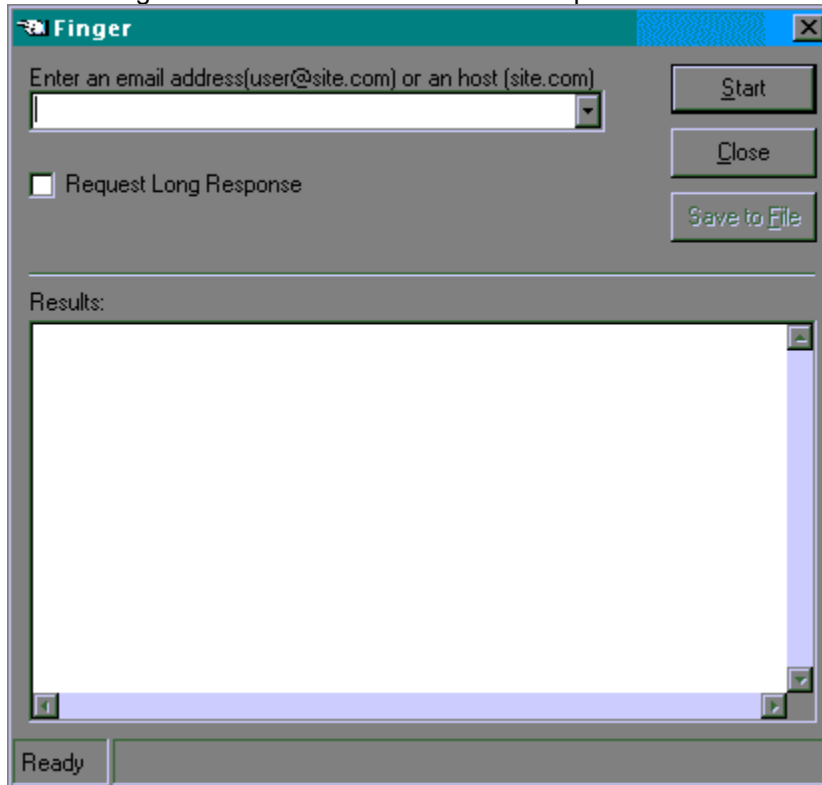 Finger
Enter an email address(user@site.com) or an host (site.com)
Start
Close
Request Long Response
Save to File
Results:
Ready